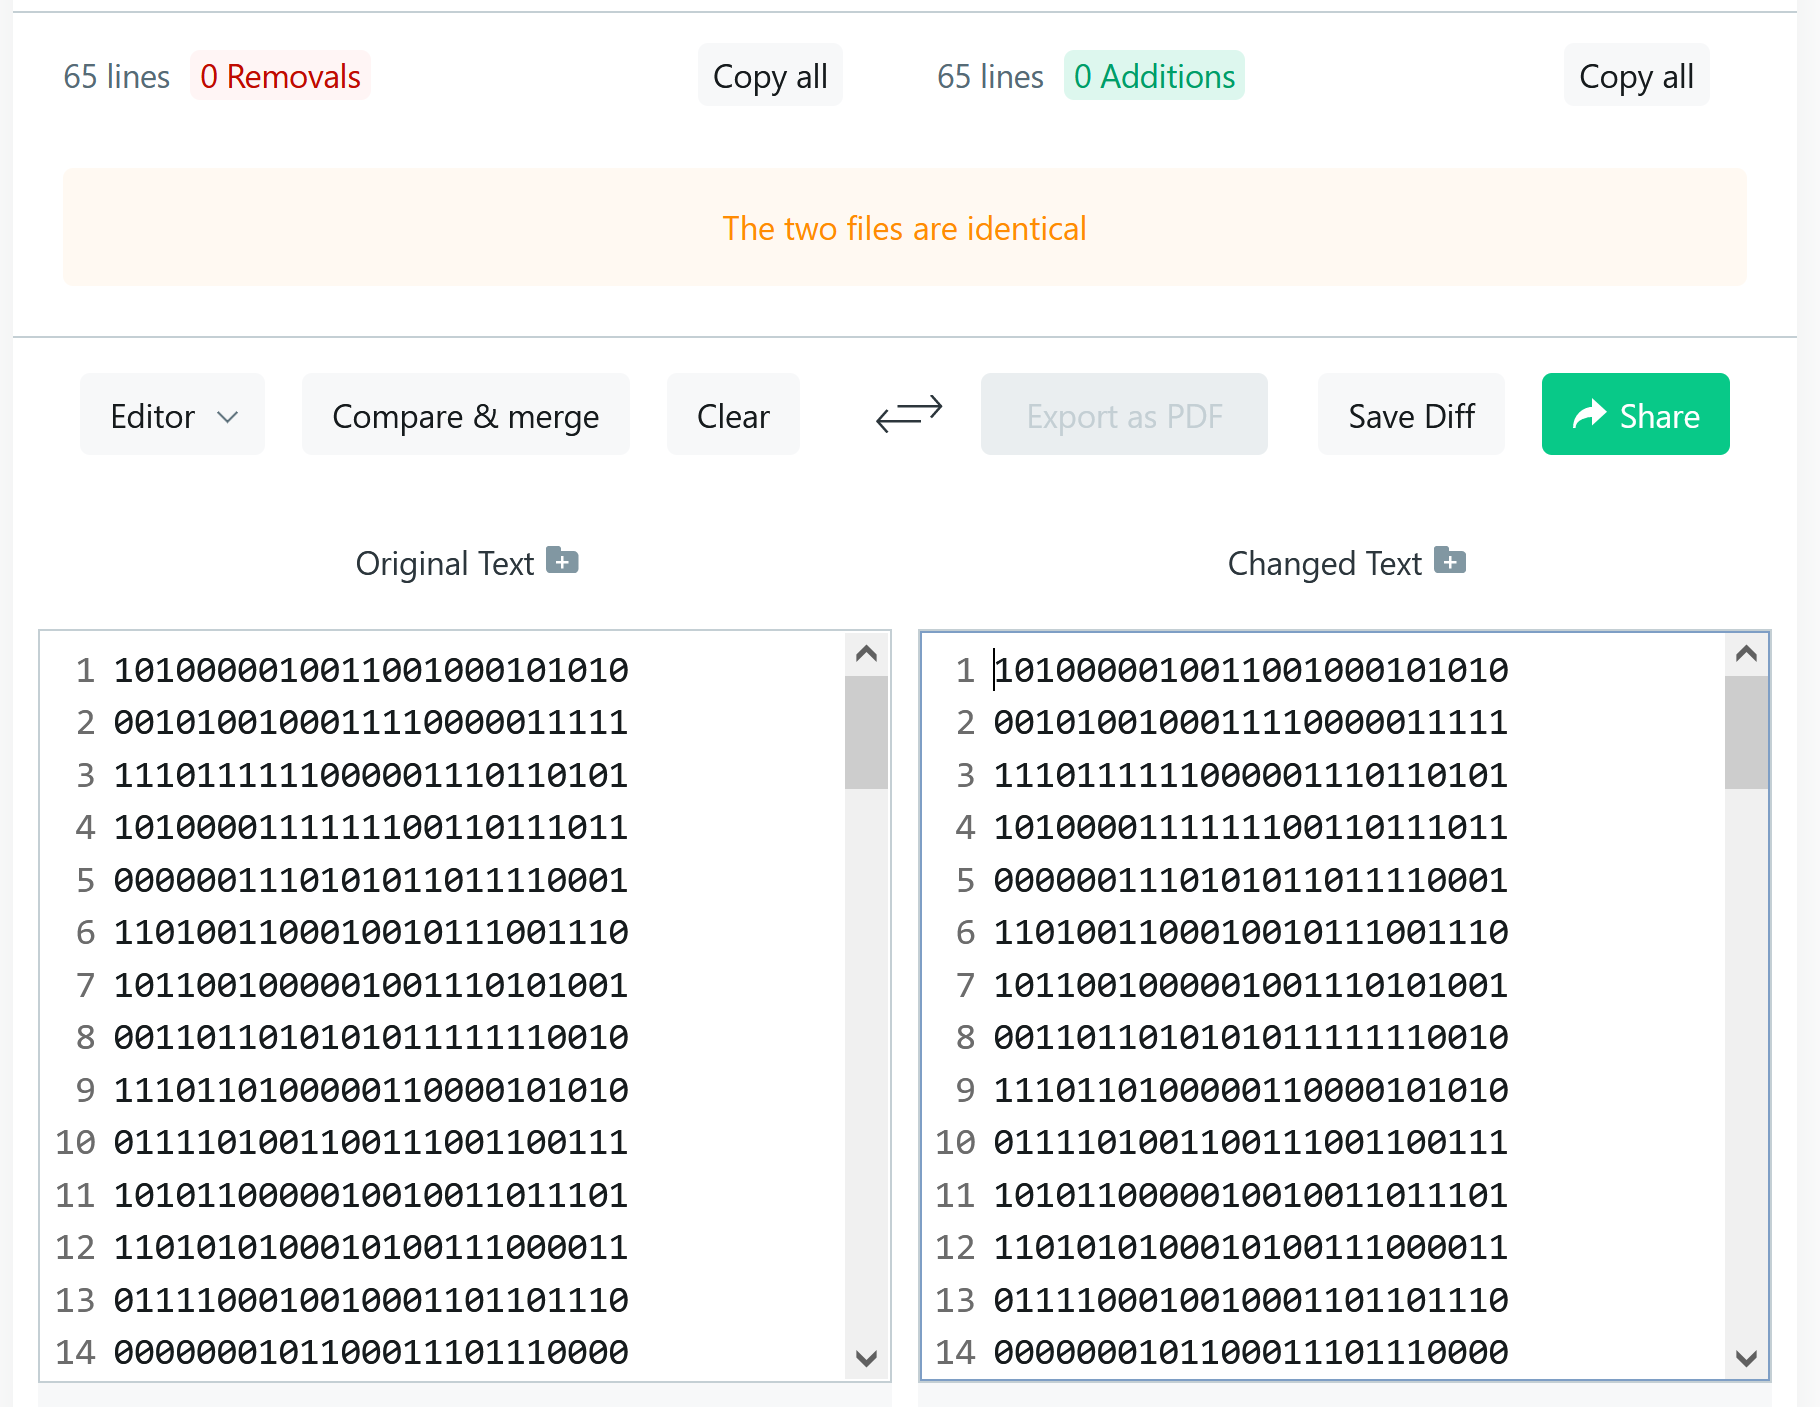 65 lines 0 Removals Copy all 65 lines 0 Additions Copy all
The two files are identical
Editor Compare & merge Clear Export as PDF Save Diff Share
Original Text Changed Text
1 1010000010011001000101010 1 1010000010011001000101010
2 0010100100011110000011111 2 0010100100011110000011111
3 1110111111000001110110101 3 1110111111000001110110101
4 1010000111111100110111011 4 1010000111111100110111011
5 0000001110101011011110001 5 0000001110101011011110001
6 1101001100010010111001110 6 1101001100010010111001110
7 1011001000001001110101001 7 1011001000001001110101001
8 0011011010101011111110010 8 0011011010101011111110010
9 1110110100000110000101010 9 1110110100000110000101010
10 0111101001100111001100111 10 0111101001100111001100111
11 1010110000010010011011101 11 1010110000010010011011101
12 1101010100010100111000011 12 1101010100010100111000011
13 0111100010010001101101110 13 0111100010010001101101110
14 0000000101100011101110000 14 0000000101100011101110000